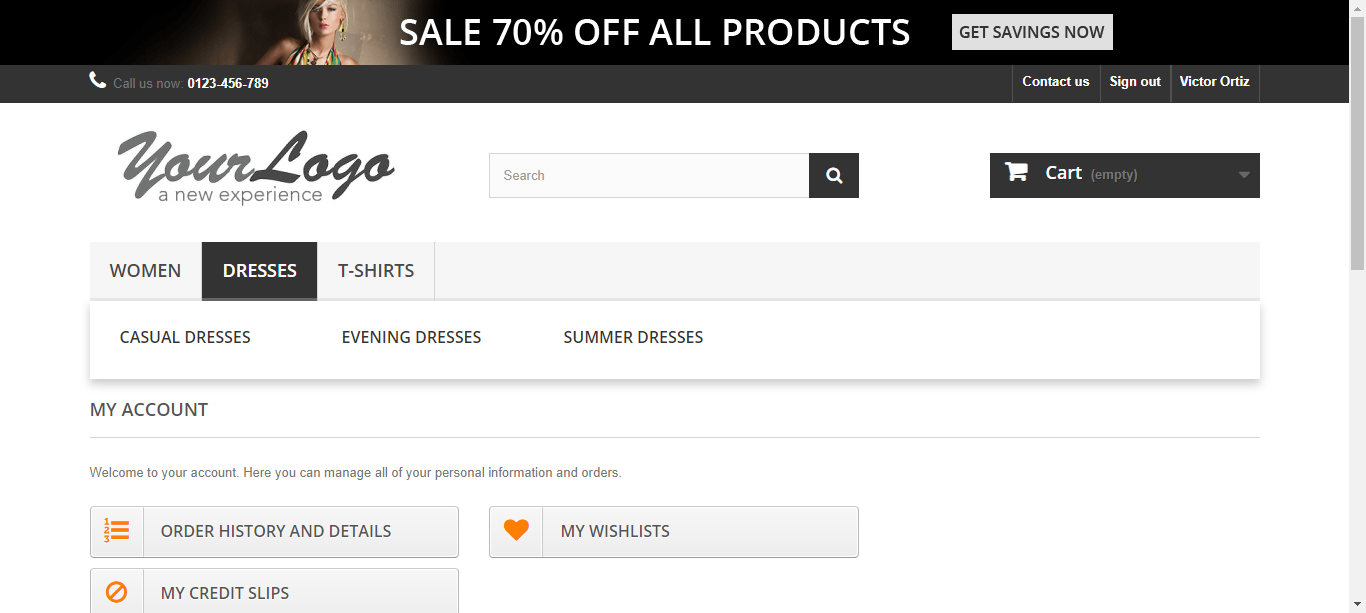 SALE 70% OFF ALL PRODUCTS
GET SAVINGS NOW
Call us now: 0123-456-789
Contact us
Sign out
Victor Ortiz
YourLogo
a new experience
Search
Cart (empty)
WOMEN
DRESSES
T-SHIRTS
CASUAL DRESSES
EVENING DRESSES
SUMMER DRESSES
MY ACCOUNT
Welcome to your account. Here you can manage all of your personal information and orders.
1
2
3
ORDER HISTORY AND DETAILS
MY WISHLISTS
MY CREDIT SLIPS